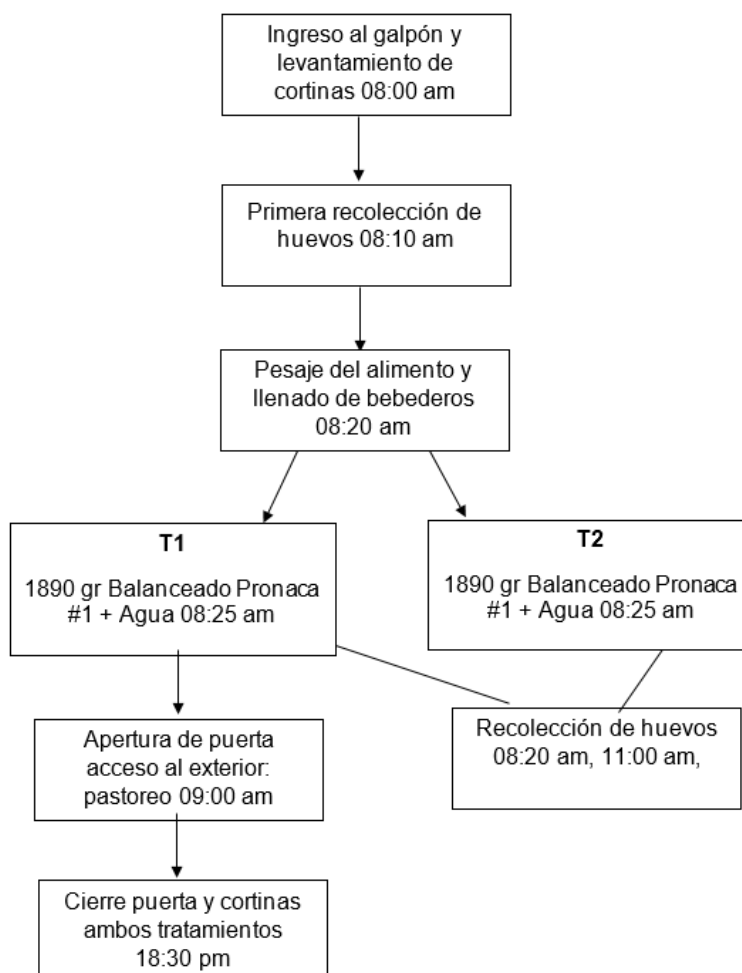 Ingreso al galpón y
levantamiento de
cortinas 08:00 am
Primera recolección de
huevos 08:10 am
Pesaje del alimento y
llenado de bebederos
08:20 am
T1
1890 gr Balanceado Pronaca
#1 + Agua 08:25 am
T2
1890 gr Balanceado Pronaca
#1 + Agua 08:25 am
Apertura de puerta
acceso al exterior:
pastoreo 09:00 am
Recolección de huevos
08:20 am, 11:00 am,
Cierre puerta y cortinas
ambos tratamientos
18:30 pm